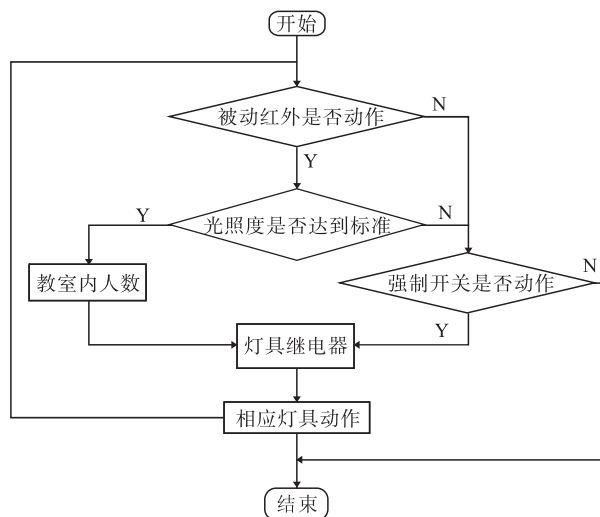 开始
被动红外是否动作
N
Y
光照度是否达到标准
Y
N
教室内人数
强制开关是否动作
N
Y
灯具继电器
相应灯具动作
结束